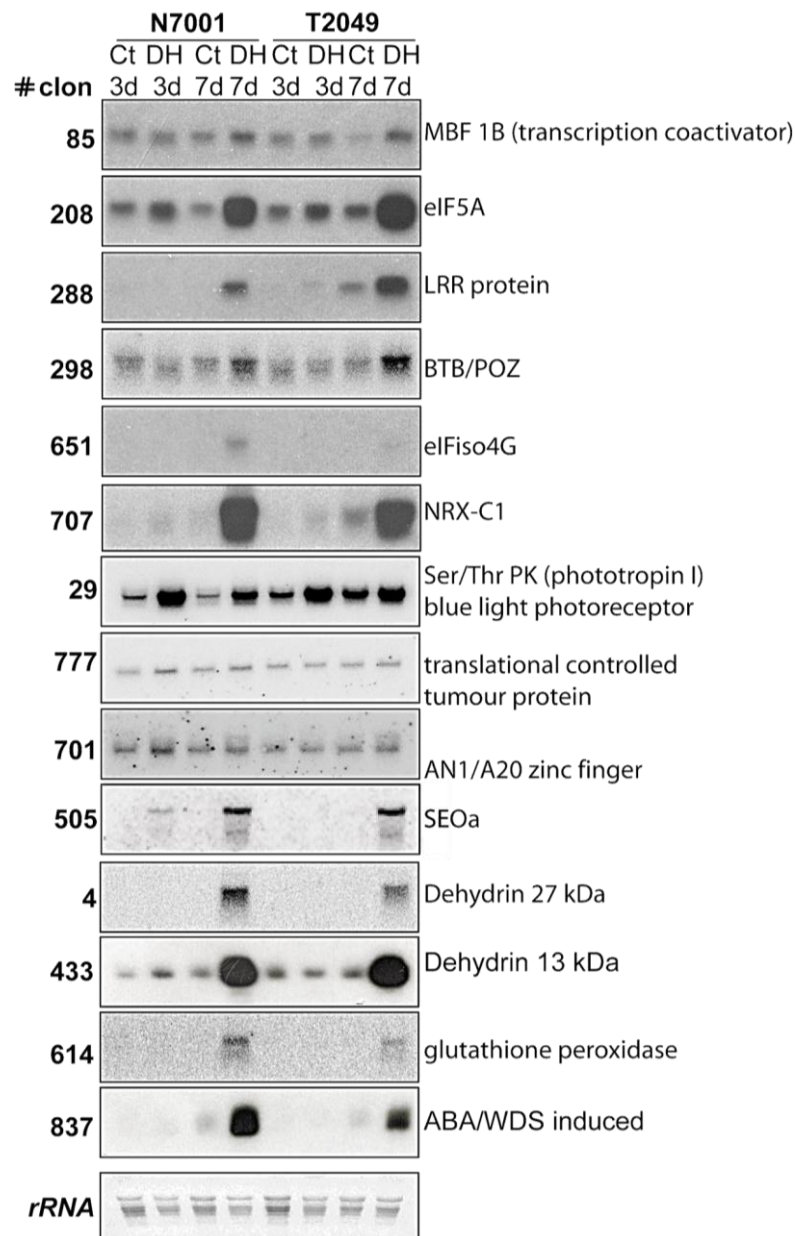 N7001 T2049
Ct DH Ct DH Ct DH Ct DH
#clon 3d 3d 7d 7d 3d 3d 7d 7d
85 MBF 1B (transcription coactivator)
208 eIF5A
288 LRR protein
298 BTB/POZ
651 eIFiso4G
707 NRX-C1
29 Ser/Thr PK (phototropin I)
blue light photoreceptor
777 translational controlled
tumour protein
701 AN1/A20 zinc finger
505 SEOa
4 Dehydrin 27 kDa
433 Dehydrin 13 kDa
614 glutathione peroxidase
837 ABA/WDS induced
rRNA